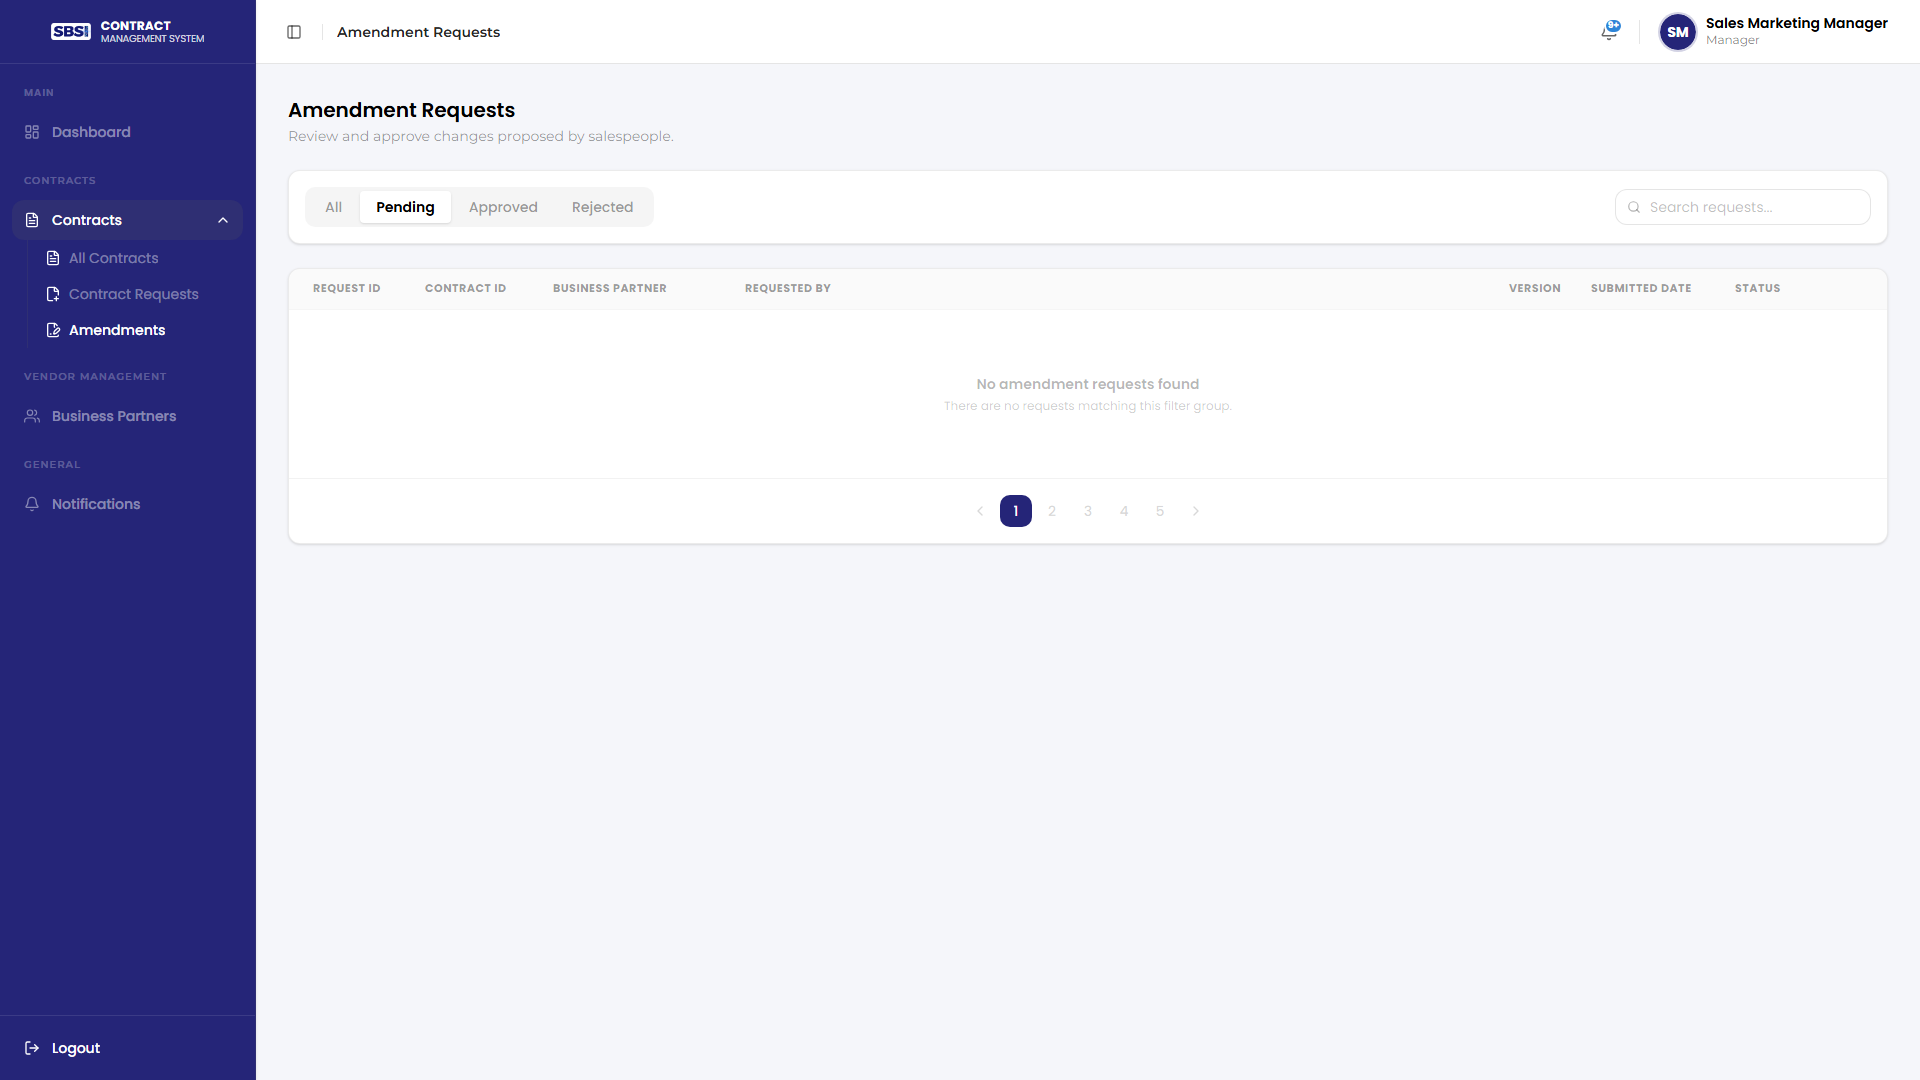 SBSI CONTRACT
MANAGEMENT SYSTEM
MAIN
Dashboard
CONTRACTS
Contracts
All Contracts
Contract Requests
Amendments
VENDOR MANAGEMENT
Business Partners
GENERAL
Notifications
Logout
Amendment Requests
9+
SM
Sales Marketing Manager
Manager
Amendment Requests
Review and approve changes proposed by salespeople.
All Pending Approved Rejected
Search requests...
REQUEST ID CONTRACT ID BUSINESS PARTNER REQUESTED BY VERSION SUBMITTED DATE STATUS
No amendment requests found
There are no requests matching this filter group.
1 2 3 4 5